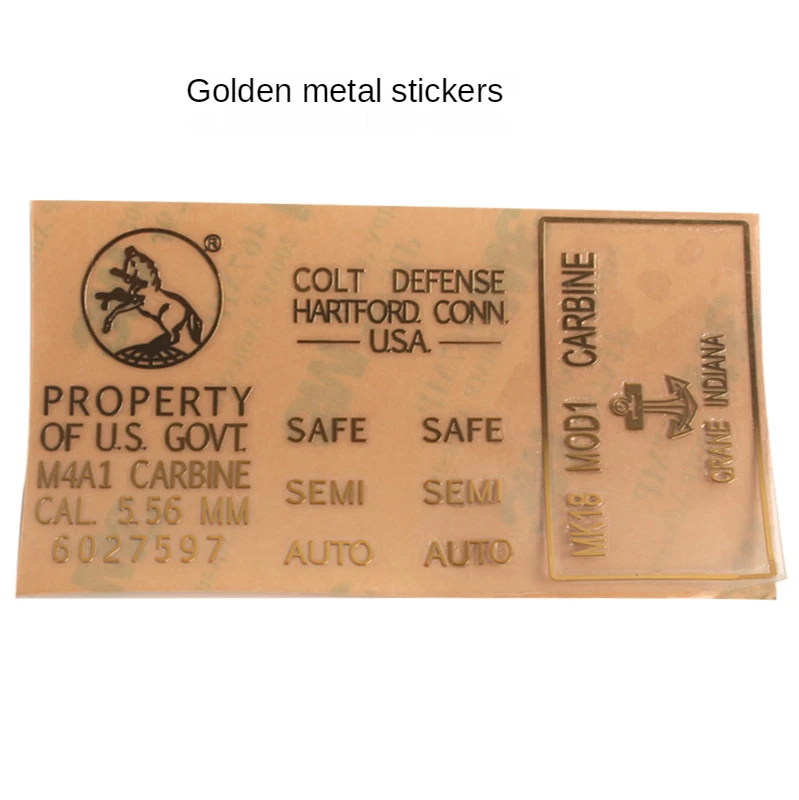 Golden metal stickers
®
COLT DEFENSE
HARTFORD. CONN.
U.S.A.
PROPERTY
OF U.S. GOVT.
M4A1 CARBINE
CAL. 5.56 MM
6027597
SAFE SAFE
SEMI SEMI
AUTO AUTO
MK18 MOD1 CARBINE
CRANE INDIANA